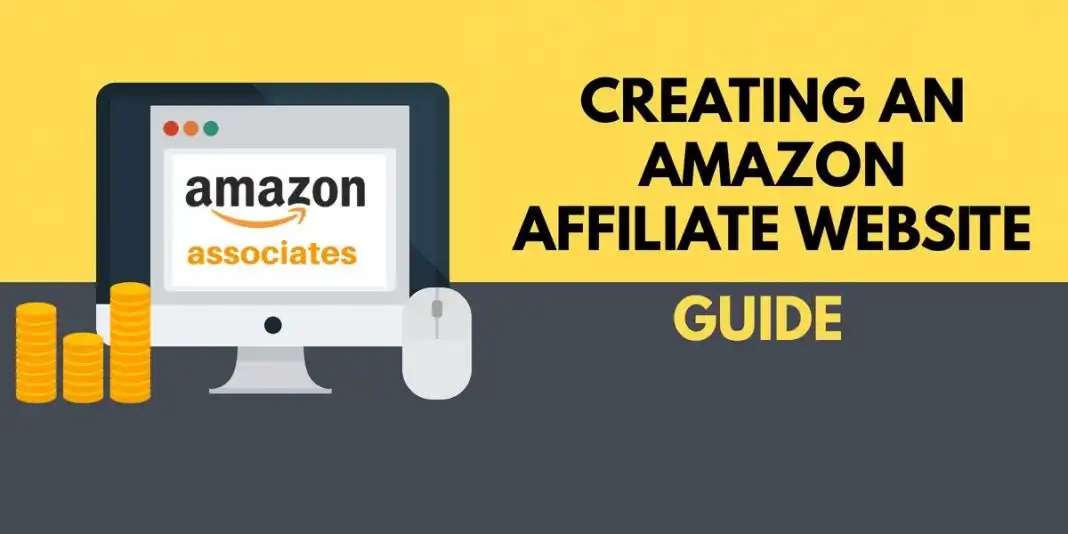 amazon
associates
CREATING AN
AMAZON
AFFILIATE WEBSITE
GUIDE